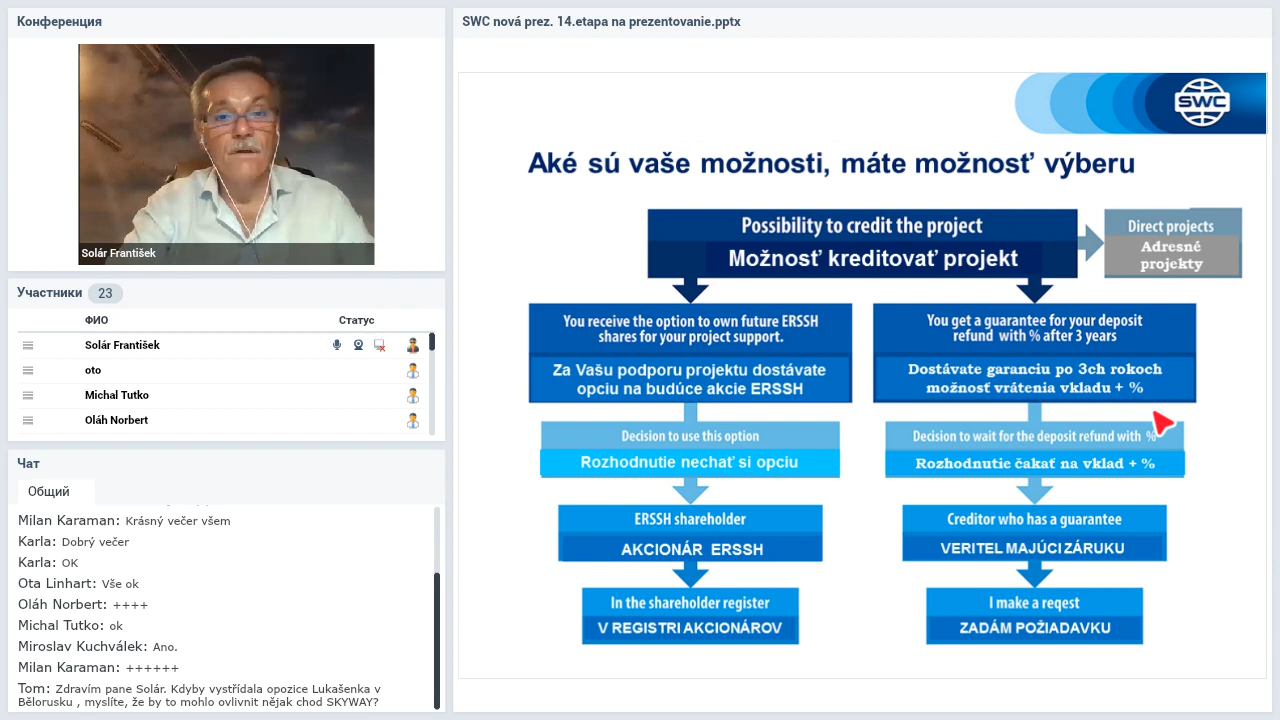 Конференция
Solár František
Участники 23
ФИО Статус
Solár František
oto
Michal Tutko
Oláh Norbert
Чат
Общий
Milan Karaman: Krásný večer všem
Karla: Dobrý večer
Karla: OK
Ota Linhart: Vše ok
Oláh Norbert: ++++
Michal Tutko: ok
Miroslav Kuchválek: Ano.
Milan Karaman: ++++++
Tom: Zdravím pane Solár. Kdyby vystřídala opozice Lukašenka v
Bělorusku , myslíte, že by to mohlo ovlivnit nějak chod SKYWAY?
SWC nová prez. 14.etapa na prezentovanie.pptx
SWC
Aké sú vaše možnosti, máte možnosť výberu
Possibility to credit the project
Možnosť kreditovať projekt
Direct projects
Adresné
projekty
You receive the option to own future ERSSH
shares for your project support.
Za Vašu podporu projektu dostávate
opciu na budúce akcie ERSSH
Decision to use this option
Rozhodnutie nechať si opciu
ERSSH shareholder
AKCIONÁR ERSSH
In the shareholder register
V REGISTRI AKCIONÁROV
You get a guarantee for your deposit
refund with % after 3 years
Dostávate garanciu po 3ch rokoch
možnosť vrátenia vkladu + %
Decision to wait for the deposit refund with %
Rozhodnutie čakať na vklad + %
Creditor who has a guarantee
VERITEL MAJÚCI ZÁRUKU
I make a reqest
ZADÁM POŽIADAVKU